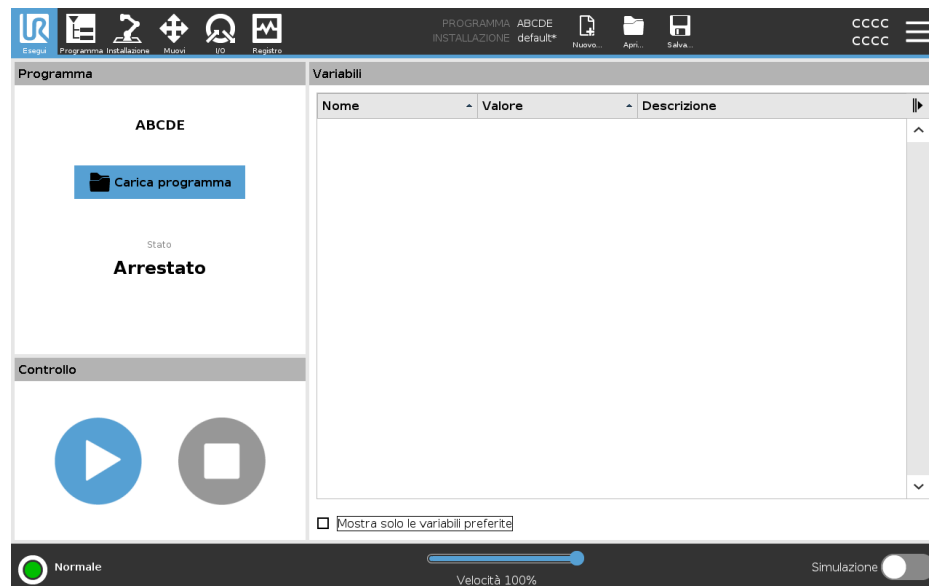 Esegui
Programma
Installazione
Muovi
I/O
Registro
PROGRAMMA ABCDE
INSTALLAZIONE default*
Nuovo...
Apri...
Salva...
CCCC
CCCC
Programma
ABCDE
Carica programma
Stato
Arrestato
Controllo
Variabili
Nome
Valore
Descrizione
Mostra solo le variabili preferite
Normale
Velocità 100%
Simulazione